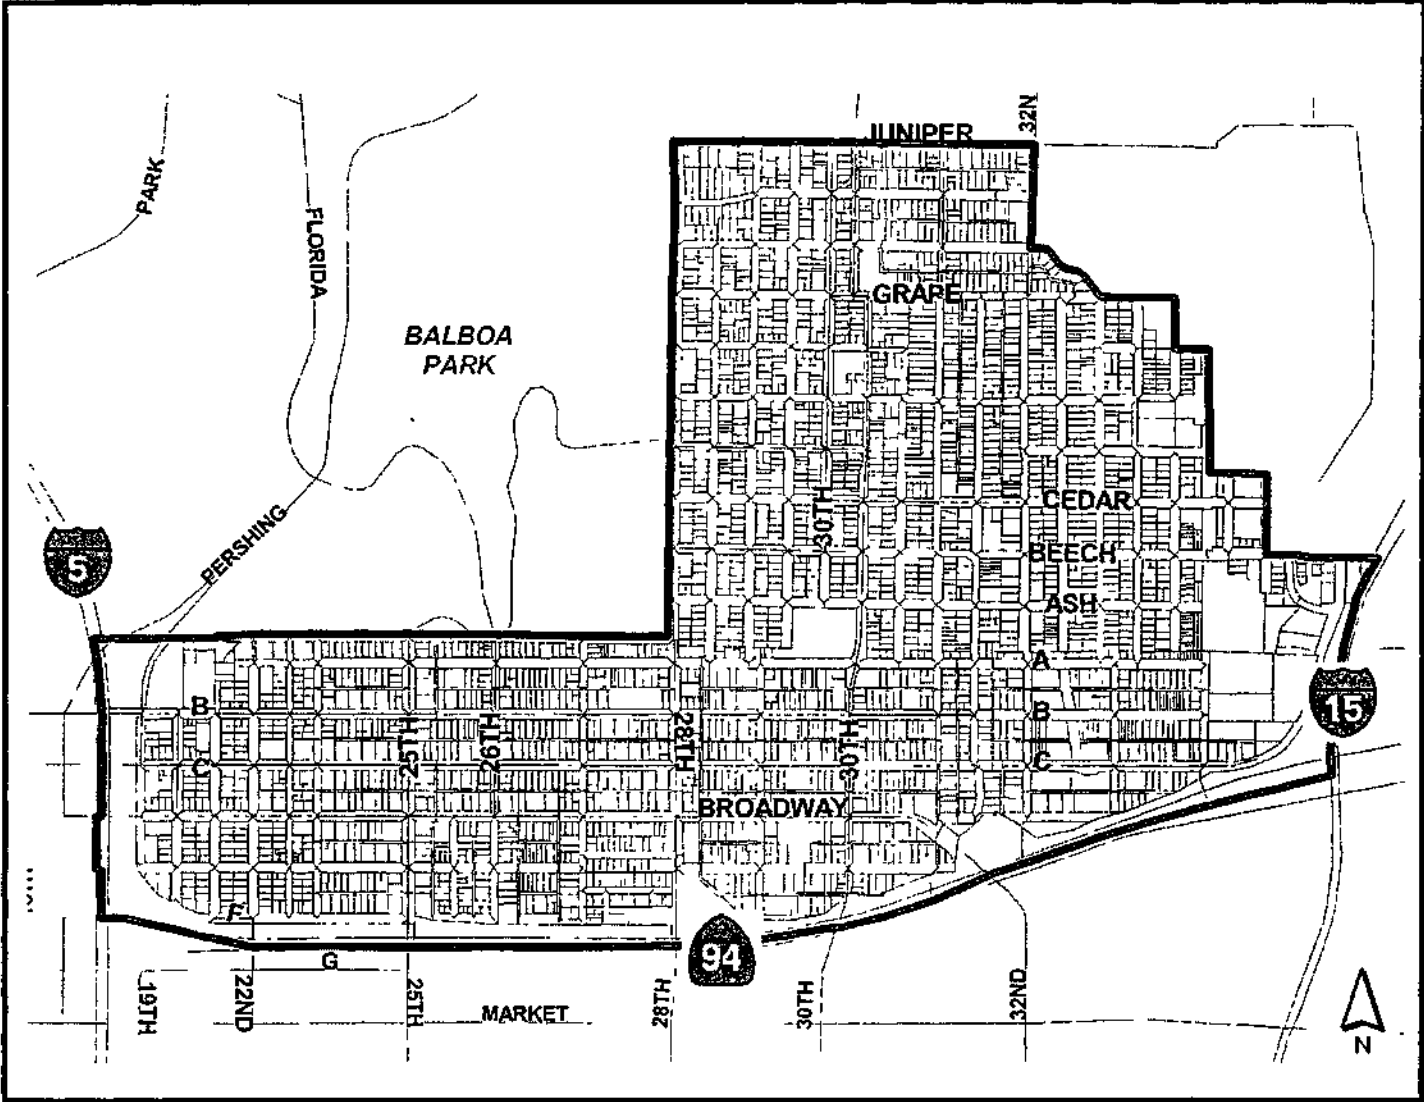 32N
JUNIPER
PARK
FLORIDA
GRAPE
BALBOA
PARK
30TH
CEDAR
PERSHING
5
BEECH
ASH
A
15
B
B
25TH
26TH
28TH
30TH
C
C
BROADWAY
F
94
G
19TH
22ND
25TH
MARKET
28TH
30TH
32ND
N